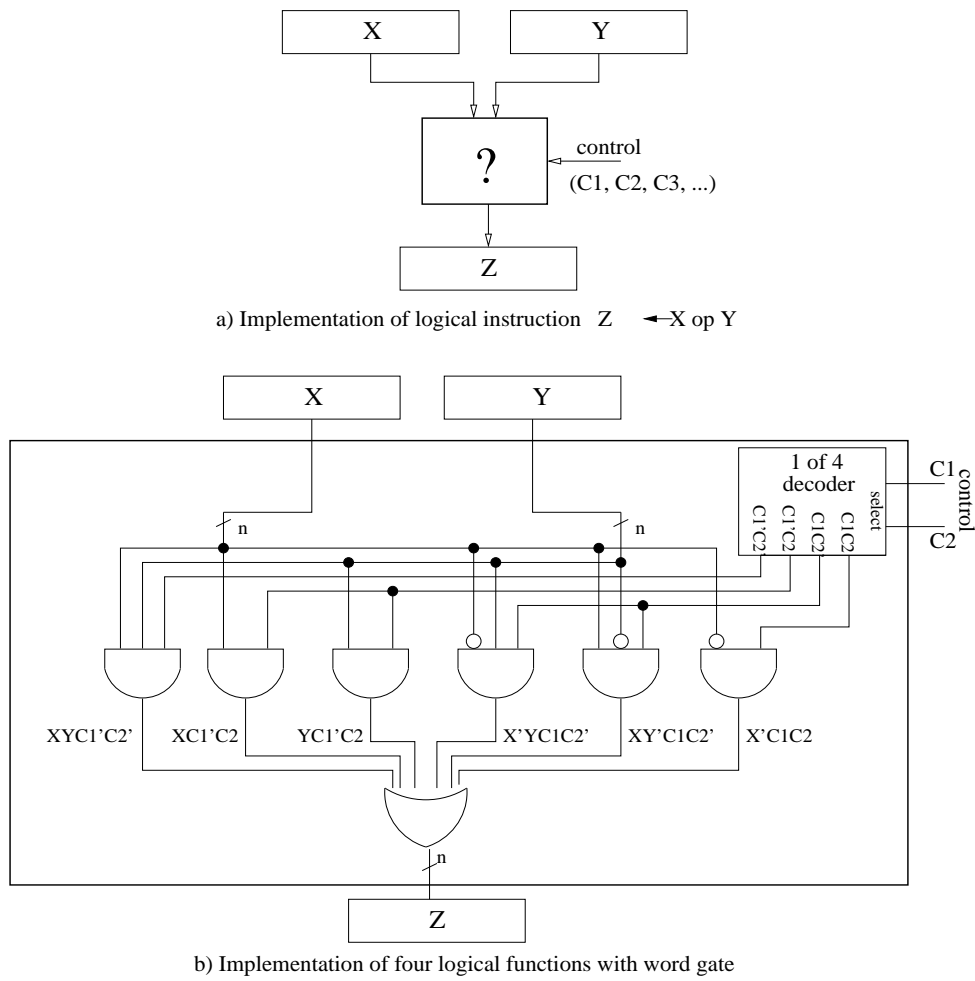 X
Y
?
control
(C1, C2, C3, ...)
Z
a) Implementation of logical instruction Z ← X op Y
X
Y
1 of 4
decoder
select
C1
control
C2
n
n
C1'C2'
C1'C2
C1C2'
C1C2
XYC1'C2'
XC1'C2
YC1'C2
X'YC1C2'
XY'C1C2'
X'C1C2
n
Z
b) Implementation of four logical functions with word gate